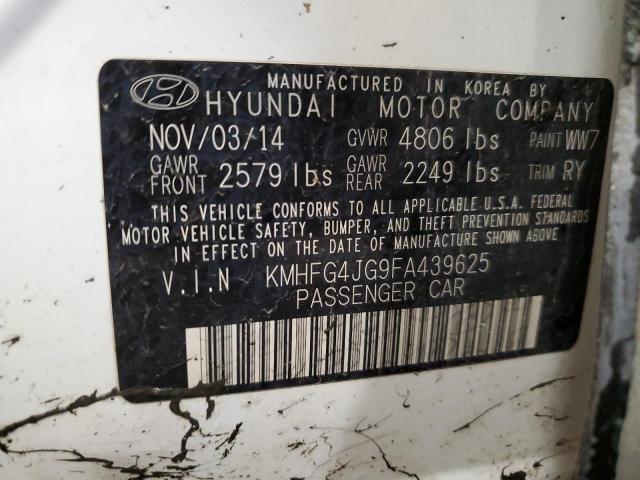 MANUFACTURED IN KOREA BY
HYUNDAI MOTOR COMPANY
NOV/03/14 GVWR 4806 lbs PAINT WW7
GAWR FRONT 2579 lbs GAWR REAR 2249 lbs TRIM RY
THIS VEHICLE CONFORMS TO ALL APPLICABLE U.S.A. FEDERAL
MOTOR VEHICLE SAFETY, BUMPER, AND THEFT PREVENTION STANDARDS
IN EFFECT ON THE DATE OF MANUFACTURE SHOWN ABOVE.
V.I.N KMHFG4JG9FA439625
PASSENGER CAR